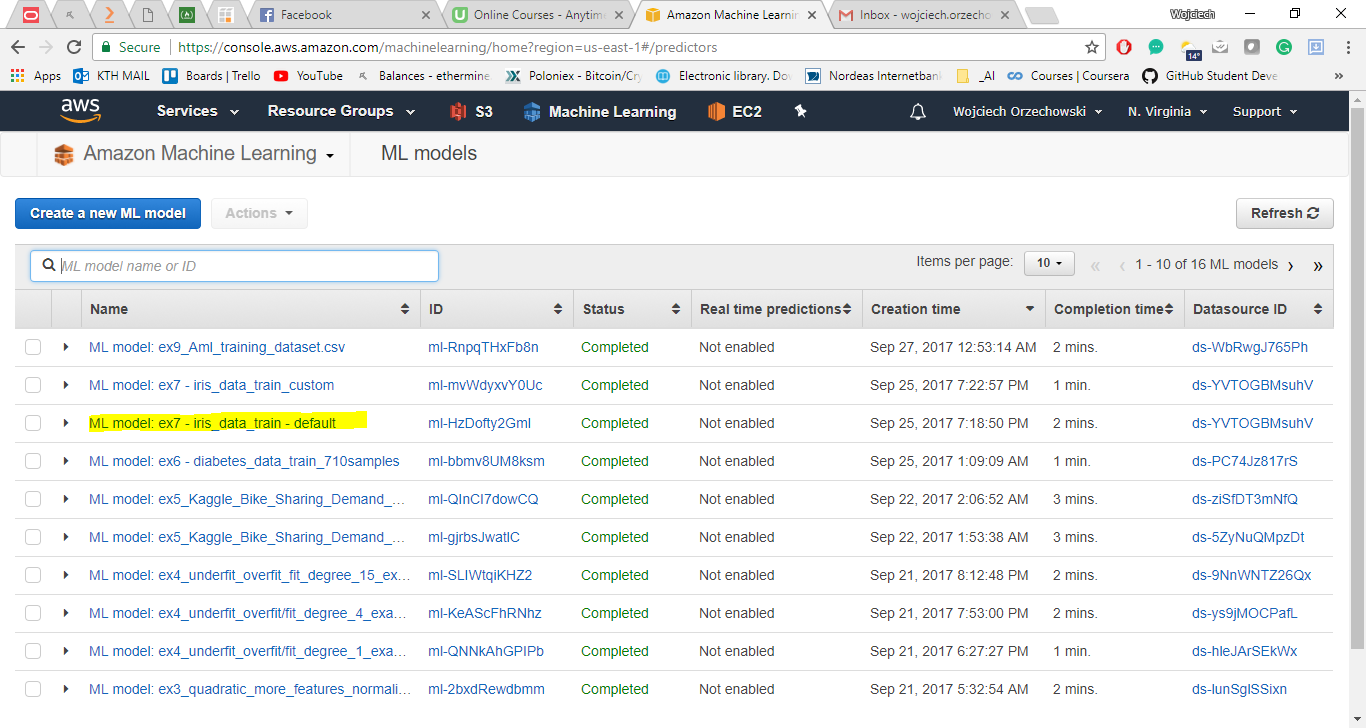 Facebook
Online Courses - Anytime
Amazon Machine Learnin
Inbox - wojciech.orzecho
Wojciech
Secure
https://console.aws.amazon.com/machinelearning/home?region=us-east-1#/predictors
14°
Apps
KTH MAIL
Boards | Trello
YouTube
Balances - ethermine.
Poloniex - Bitcoin/Cry
Electronic library. Do
Nordeas Internetbank
_AI
Courses | Coursera
GitHub Student Deve
»
aws
Services
Resource Groups
S3
Machine Learning
EC2
Wojciech Orzechowski
N. Virginia
Support
Amazon Machine Learning
ML models
Create a new ML model
Actions
Refresh
ML model name or ID
Items per page:
10
« ‹ 1 - 10 of 16 ML models › »
Name ID Status Real time predictions Creation time Completion time Datasource ID
ML model: ex9_Aml_training_dataset.csv ml-RnpqTHxFb8n Completed Not enabled Sep 27, 2017 12:53:14 AM 2 mins. ds-WbRwgJ765Ph
ML model: ex7 - iris_data_train_custom ml-mvWdyxvY0Uc Completed Not enabled Sep 25, 2017 7:22:57 PM 1 min. ds-YVTOGBMsuhV
ML model: ex7 - iris_data_train - default ml-HzDofty2GmI Completed Not enabled Sep 25, 2017 7:18:50 PM 2 mins. ds-YVTOGBMsuhV
ML model: ex6 - diabetes_data_train_710samples ml-bbmv8UM8ksm Completed Not enabled Sep 25, 2017 1:09:09 AM 1 min. ds-PC74Jz817rS
ML model: ex5_Kaggle_Bike_Sharing_Demand_... ml-QInCI7dowCQ Completed Not enabled Sep 22, 2017 2:06:52 AM 3 mins. ds-ziSfDT3mNfQ
ML model: ex5_Kaggle_Bike_Sharing_Demand_... ml-gjrbsJwatIC Completed Not enabled Sep 22, 2017 1:53:38 AM 3 mins. ds-5ZyNuQMpzDt
ML model: ex4_underfit_overfit_fit_degree_15_ex... ml-SLIWtqiKHZ2 Completed Not enabled Sep 21, 2017 8:12:48 PM 2 mins. ds-9NnWNTZ26Qx
ML model: ex4_underfit_overfit/fit_degree_4_exa... ml-KeAScFhRNhz Completed Not enabled Sep 21, 2017 7:53:00 PM 2 mins. ds-ys9jMOCPafL
ML model: ex4_underfit_overfit/fit_degree_1_exa... ml-QNNkAhGPIPb Completed Not enabled Sep 21, 2017 6:27:27 PM 1 min. ds-hIeJArSEkWx
ML model: ex3_quadratic_more_features_normali... ml-2bxdRewdbmm Completed Not enabled Sep 21, 2017 5:32:54 AM 2 mins. ds-IunSgISSixn